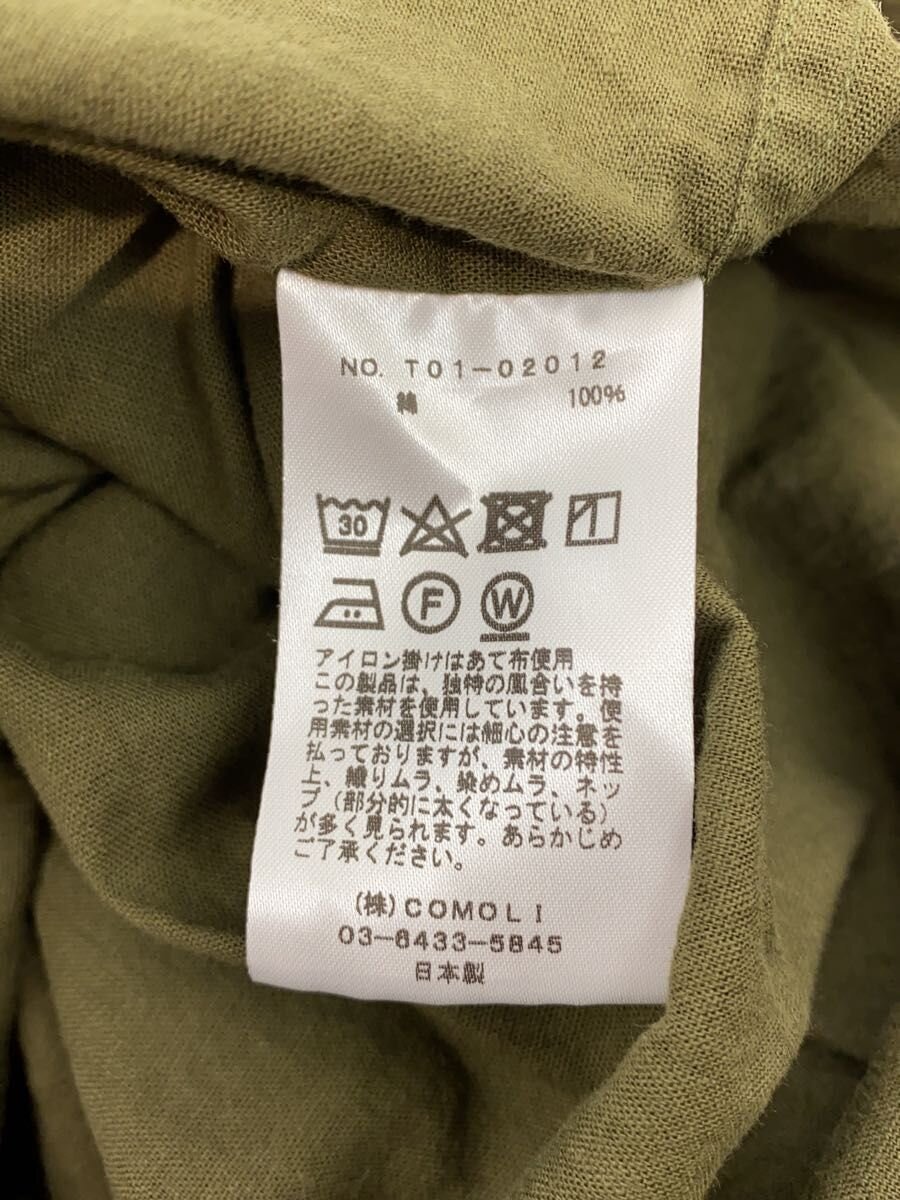 NO. T01-02012
綿 100%
30
F W
アイロン掛けはあて布使用
この製品は、独特の風合いを持
った素材を使用しています。使
用素材の選択には細心の注意を
払っておりますが、素材の特性
上、織りムラ、染めムラ、ネッ
プ(部分的に太くなっている)
が多く見られます。あらかじめ
ご了承ください。
(株)COMOLI
03-6433-5845
日本製